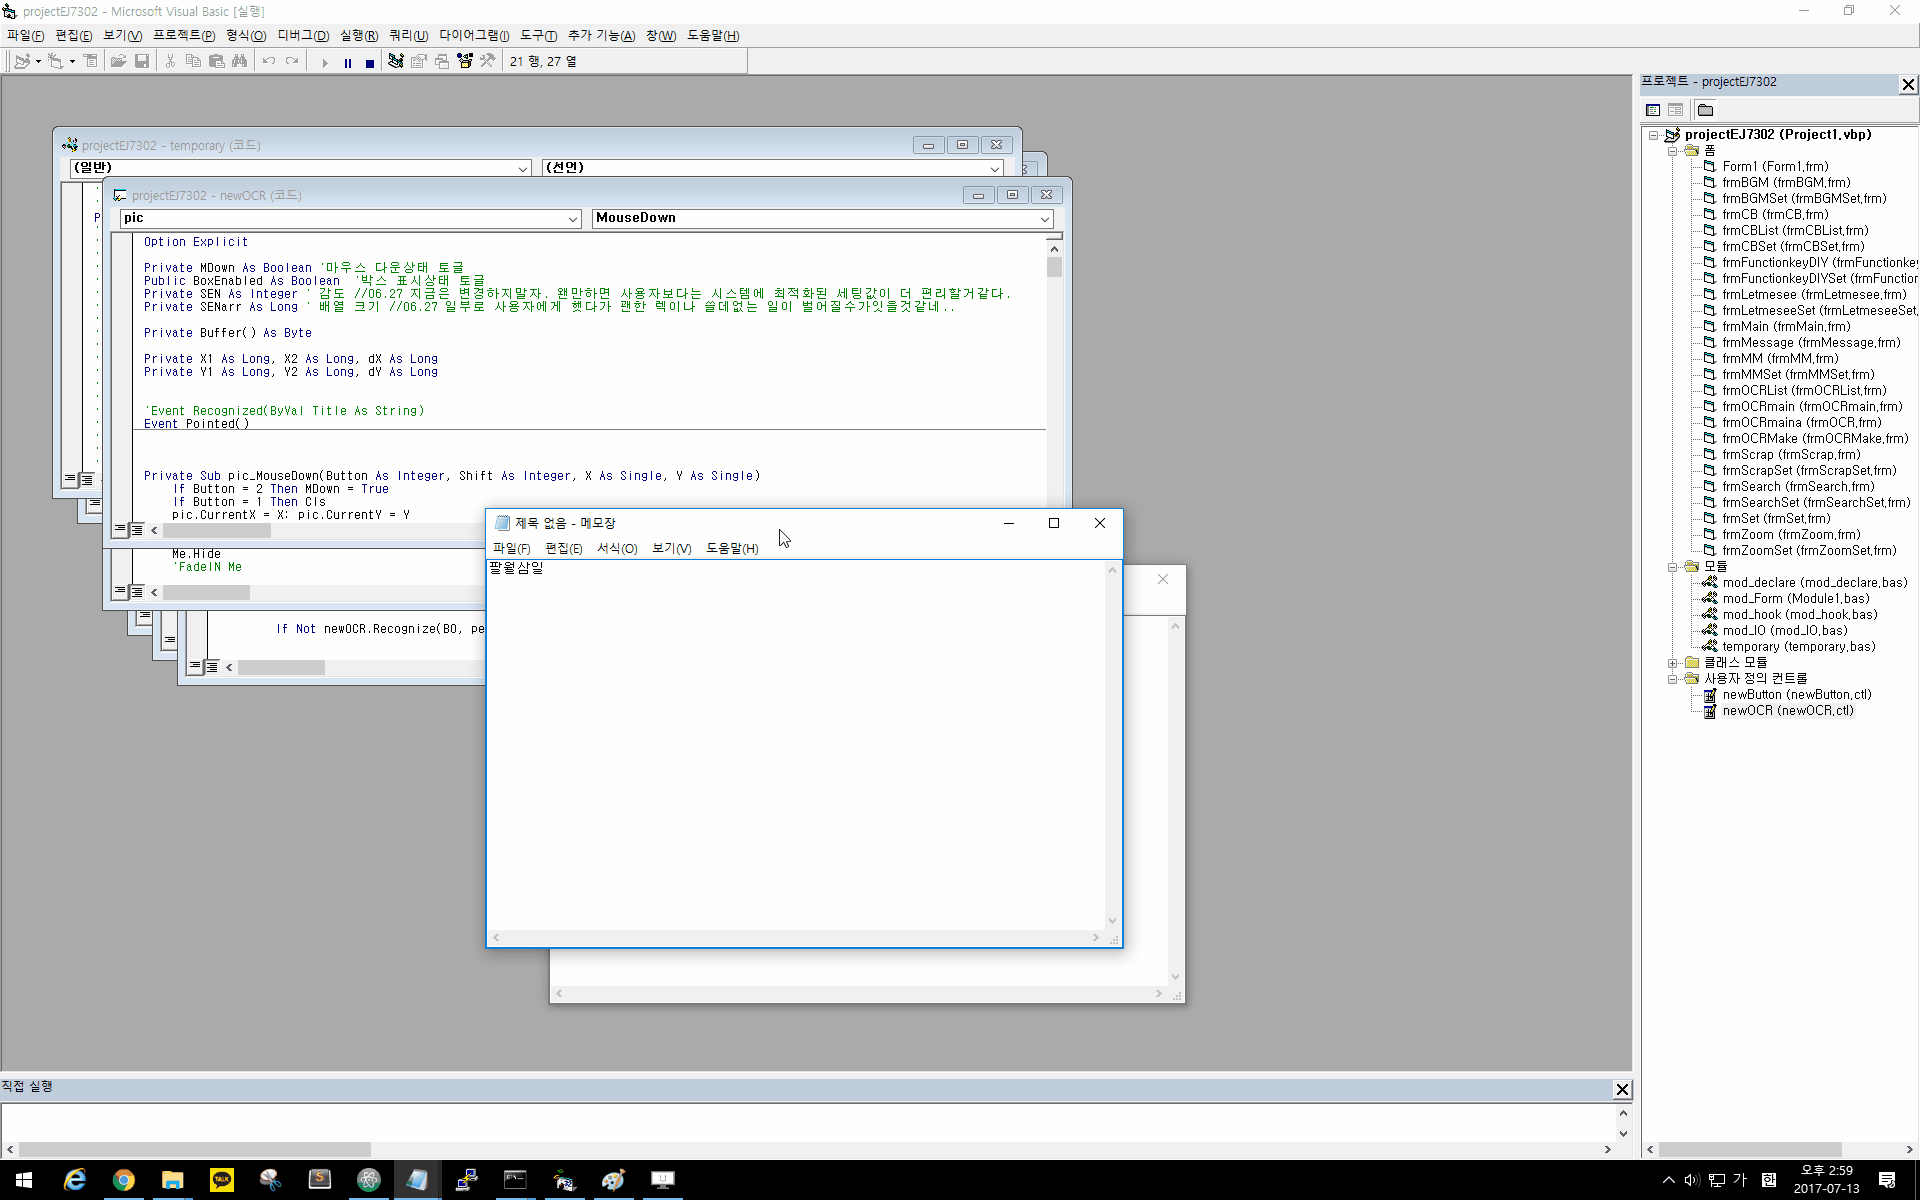 projectEJ7302 - Microsoft Visual Basic [실행]
파일(F) 편집(E) 보기(V) 프로젝트(P) 형식(O) 디버그(D) 실행(R) 쿼리(U) 다이어그램(I) 도구(T) 추가 기능(A) 창(W) 도움말(H)
21 행, 27 열
projectEJ7302 - temporary (코드)
(일반) (선언)
projectEJ7302 - newOCR (코드)
pic MouseDown
Option Explicit
Private MDown As Boolean '마우스 다운상태 토글
Public BoxEnabled As Boolean '박스 표시상태 토글
Private SEN As Integer ' 감도 //06.27 지금은 변경하지말자. 왠만하면 사용자보다는 시스템에 최적화된 세팅값이 더 편리할거같다.
Private SENarr As Long ' 배열 크기 //06.27 일부로 사용자에게 햇다가 괜한 렉이나 쓸데없는 일이 벌어질수가잇을것같네..
Private Buffer() As Byte
Private X1 As Long, X2 As Long, dX As Long
Private Y1 As Long, Y2 As Long, dY As Long
'Event Recognized(ByVal Title As String)
Event Pointed()
Private Sub pic_MouseDown(Button As Integer, Shift As Integer, X As Single, Y As Single)
If Button = 2 Then MDown = True
If Button = 1 Then Cls
pic.CurrentX = X: pic.CurrentY = Y
Me.Hide
'FadeIN Me
If Not newOCR.Recognize(BO, pe
제목 없음 - 메모장
파일(F) 편집(E) 서식(O) 보기(V) 도움말(H)
팔월삼일
직접 실행
프로젝트 - projectEJ7302
projectEJ7302 (Project1.vbp)
폼
Form1 (Form1.frm)
frmBGM (frmBGM.frm)
frmBGMSet (frmBGMSet.frm)
frmCB (frmCB.frm)
frmCBList (frmCBList.frm)
frmCBSet (frmCBSet.frm)
frmFunctionkeyDIY (frmFunctionke
frmFunctionkeyDIYSet (frmFunction
frmLetmesee (frmLetmesee.frm)
frmLetmeseeSet (frmLetmeseeSet.
frmMain (frmMain.frm)
frmMessage (frmMessage.frm)
frmMM (frmMM.frm)
frmMMSet (frmMMSet.frm)
frmOCRList (frmOCRList.frm)
frmOCRmain (frmOCRmain.frm)
frmOCRmaina (frmOCR.frm)
frmOCRMake (frmOCRMake.frm)
frmScrap (frmScrap.frm)
frmScrapSet (frmScrapSet.frm)
frmSearch (frmSearch.frm)
frmSearchSet (frmSearchSet.frm)
frmSet (frmSet.frm)
frmZoom (frmZoom.frm)
frmZoomSet (frmZoomSet.frm)
모듈
mod_declare (mod_declare.bas)
mod_Form (Module1.bas)
mod_hook (mod_hook.bas)
mod_IO (mod_IO.bas)
temporary (temporary.bas)
클래스 모듈
사용자 정의 컨트롤
newButton (newButton.ctl)
newOCR (newOCR.ctl)
TALK
가 한
오후 2:59
2017-07-13